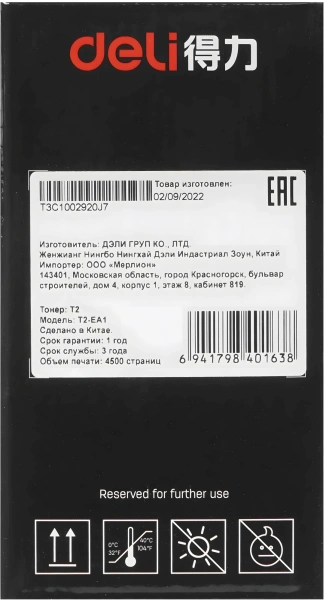 deli得力
Товар изготовлен:
02/09/2022
T3C1002920J7
EAC
Изготовитель: ДЭЛИ ГРУП КО., ЛТД.
Женжианг Нингбо Нингхай Дэли Индастриал Зоун, Китай
Импортер: ООО «Мерлион»
143401, Московская область, город Красногорск, бульвар
строителей, дом 4, корпус 1, этаж 8, кабинет 819.
Тонер: T2
Модель: T2-EA1
Сделано в Китае.
Срок гарантии: 1 год
Срок службы: 3 года
Объем печати: 4500 страниц
6 941798 401638
Reserved for further use
0°C
32°F
40°C
104°F